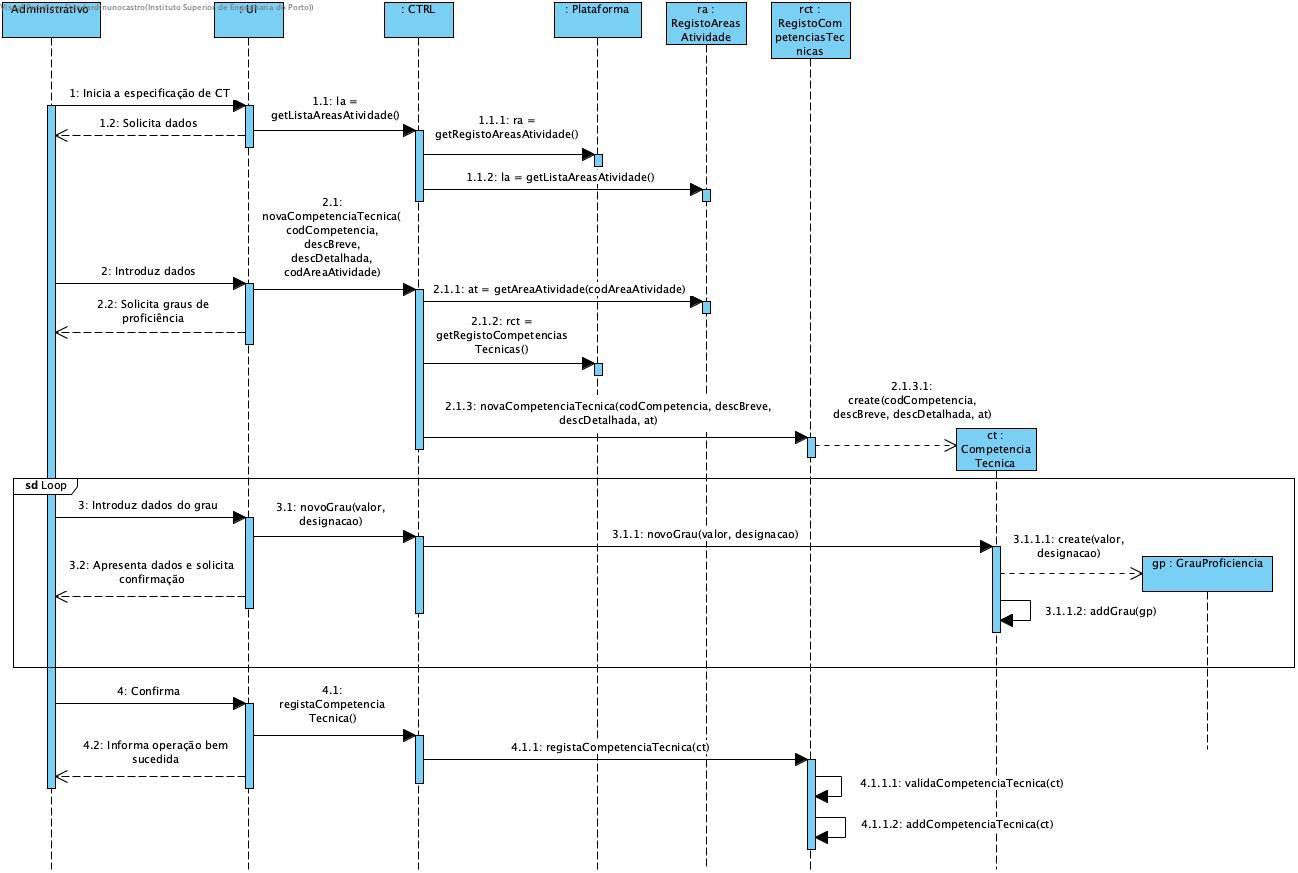 nunocastro(Instituto Superior de Engenharia do Porto))
Administrativo
: UI
: CTRL
: Plataforma
ra :
RegistoAreas
Atividade
rct :
RegistoCom
petenciasTec
nicas
1: Inicia a especificação de CT
1.1: la =
getListaAreasAtividade()
1.2: Solicita dados
1.1.1: ra =
getRegistoAreasAtividade()
1.1.2: la = getListaAreasAtividade()
2.1:
novaCompetenciaTecnica(
codCompetencia,
descBreve,
descDetalhada,
codAreaAtividade)
2: Introduz dados
2.1.1: at = getAreaAtividade(codAreaAtividade)
2.2: Solicita graus de
proficiência
2.1.2: rct =
getRegistoCompetencias
Tecnicas()
2.1.3: novaCompetenciaTecnica(codCompetencia, descBreve,
descDetalhada, at)
2.1.3.1:
create(codCompetencia,
descBreve, descDetalhada, at)
ct :
Competencia
Tecnica
sd Loop
3: Introduz dados do grau
3.1: novoGrau(valor,
designacao)
3.1.1: novoGrau(valor, designacao)
3.1.1.1: create(valor,
designacao)
gp : GrauProficiencia
3.2: Apresenta dados e solicita
confirmação
3.1.1.2: addGrau(gp)
4: Confirma
4.1:
registaCompetencia
Tecnica()
4.2: Informa operação bem
sucedida
4.1.1: registaCompetenciaTecnica(ct)
4.1.1.1: validaCompetenciaTecnica(ct)
4.1.1.2: addCompetenciaTecnica(ct)